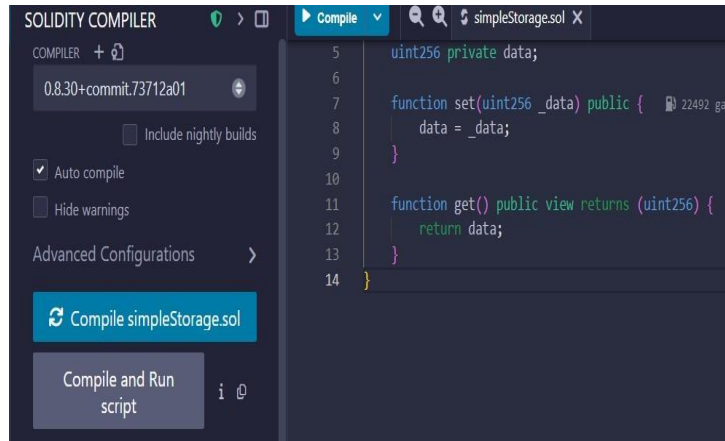 SOLIDITY COMPILER
COMPILER
0.8.30+commit.73712a01
Include nightly builds
Auto compile
Hide warnings
Advanced Configurations
Compile simpleStorage.sol
Compile and Run
script
i
Compile
simpleStorage.sol X
5 uint256 private data;
6
7 function set(uint256 _data) public { 22492 ga
8 data = _data;
9 }
10
11 function get() public view returns (uint256) {
12 return data;
13 }
14 }